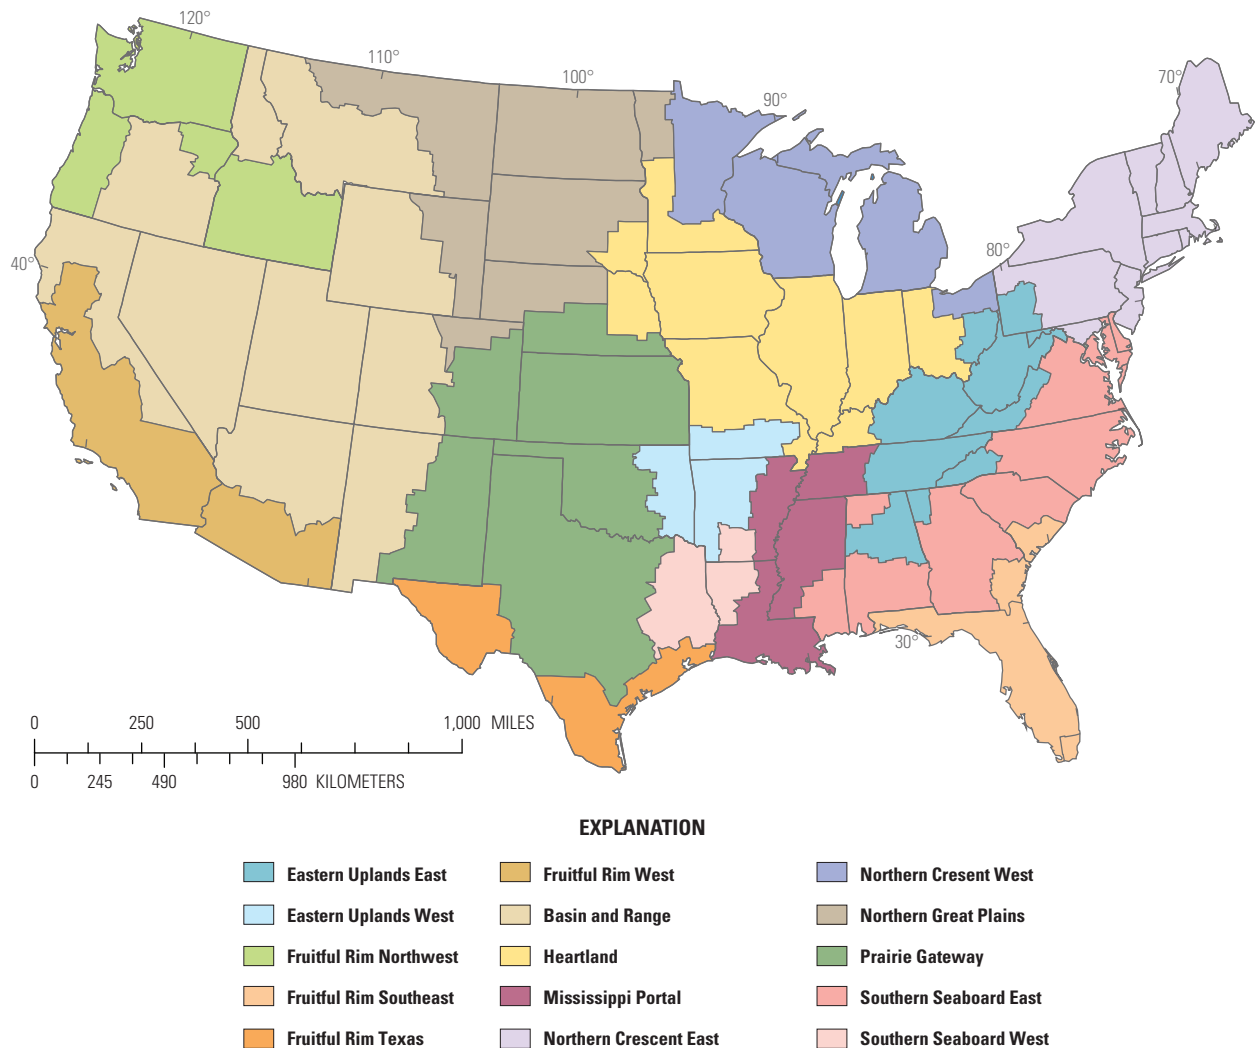 120°
110°
100°
90°
80°
70°
40°
30°
0 250 500 1,000 MILES
0 245 490 980 KILOMETERS
EXPLANATION
Eastern Uplands East
Eastern Uplands West
Fruitful Rim Northwest
Fruitful Rim Southeast
Fruitful Rim Texas
Fruitful Rim West
Basin and Range
Heartland
Mississippi Portal
Northern Crescent East
Northern Cresent West
Northern Great Plains
Prairie Gateway
Southern Seaboard East
Southern Seaboard West